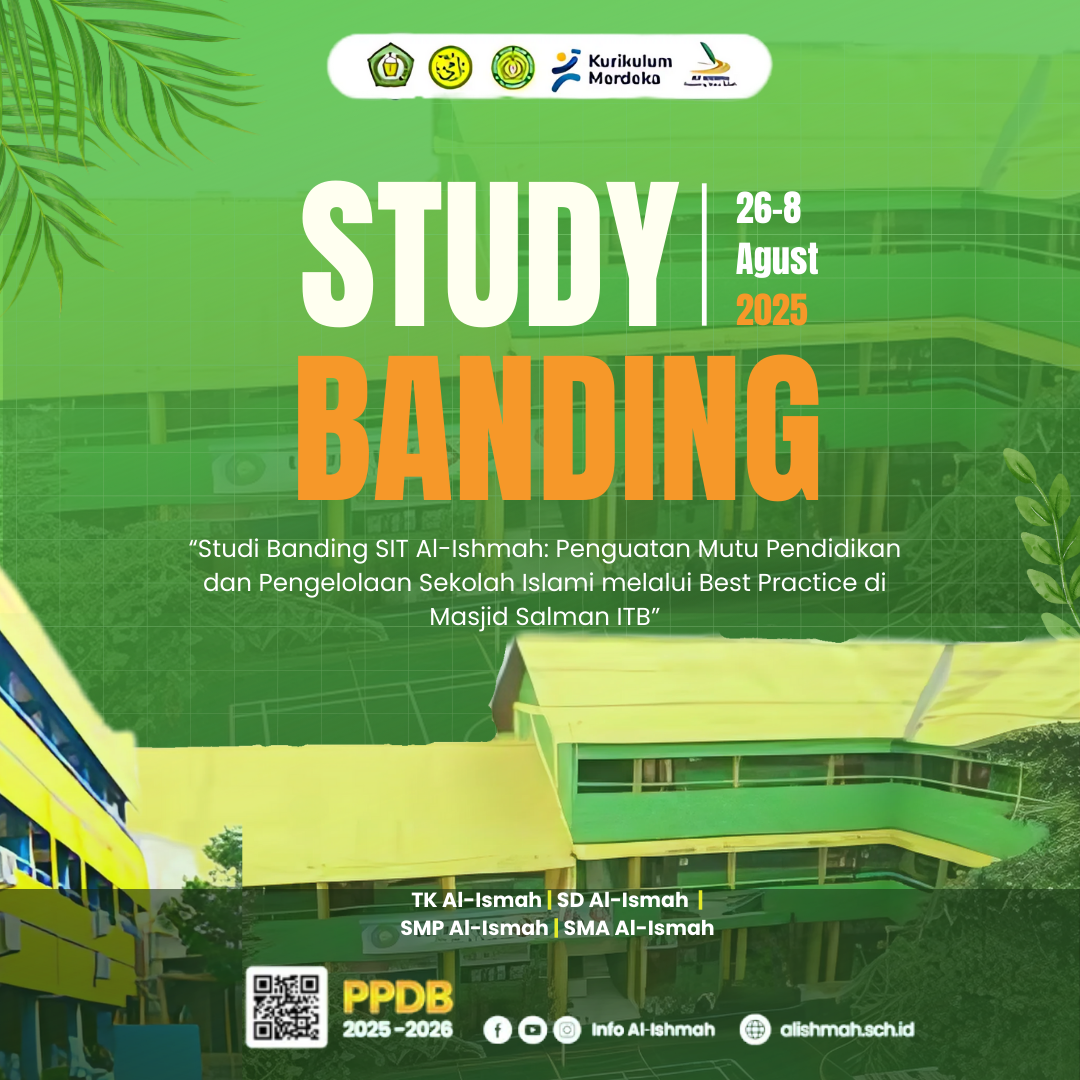 Kurikulum
Merdeka
STUDY
26-8
Agust
2025
BANDING
“Studi Banding SIT Al-Ishmah: Penguatan Mutu Pendidikan
dan Pengelolaan Sekolah Islami melalui Best Practice di
Masjid Salman ITB”
TK Al-Ismah | SD Al-Ismah |
SMP Al-Ismah | SMA Al-Ismah
PPDB
2025 -2026
Info Al-Ishmah
alishmah.sch.id